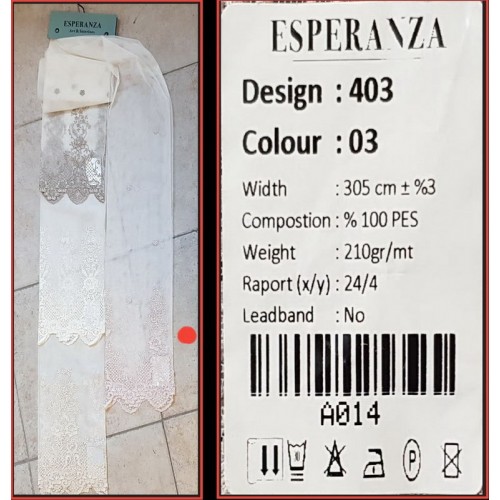 ESPERANZA
ESPERANZA
Design : 403
Colour : 03
Width : 305 cm ± %3
Compostion : % 100 PES
Weight : 210gr/mt
Raport (x/y) : 24/4
Leadband : No
A014
P